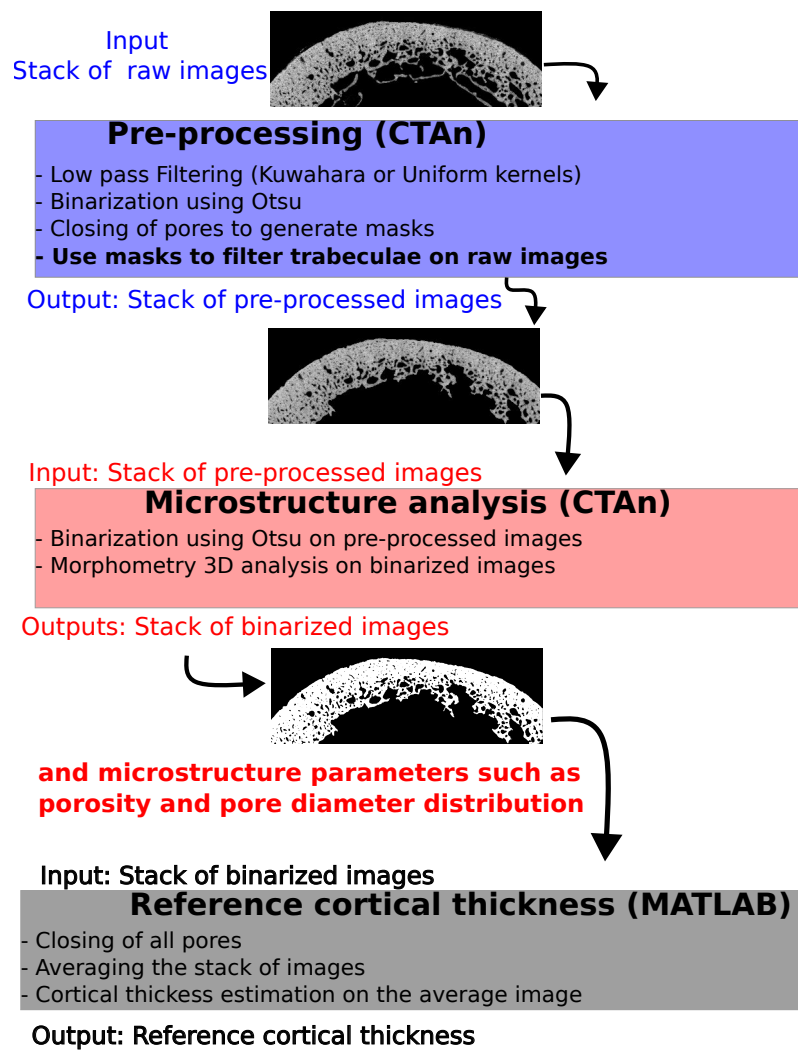 Input
Stack of raw images
Pre-processing (CTAn)
- Low pass Filtering (Kuwahara or Uniform kernels)
- Binarization using Otsu
- Closing of pores to generate masks
- Use masks to filter trabeculae on raw images
Output: Stack of pre-processed images
Input: Stack of pre-processed images
Microstructure analysis (CTAn)
- Binarization using Otsu on pre-processed images
- Morphometry 3D analysis on binarized images
Outputs: Stack of binarized images
and microstructure parameters such as
porosity and pore diameter distribution
Input: Stack of binarized images
Reference cortical thickness (MATLAB)
- Closing of all pores
- Averaging the stack of images
- Cortical thickess estimation on the average image
Output: Reference cortical thickness